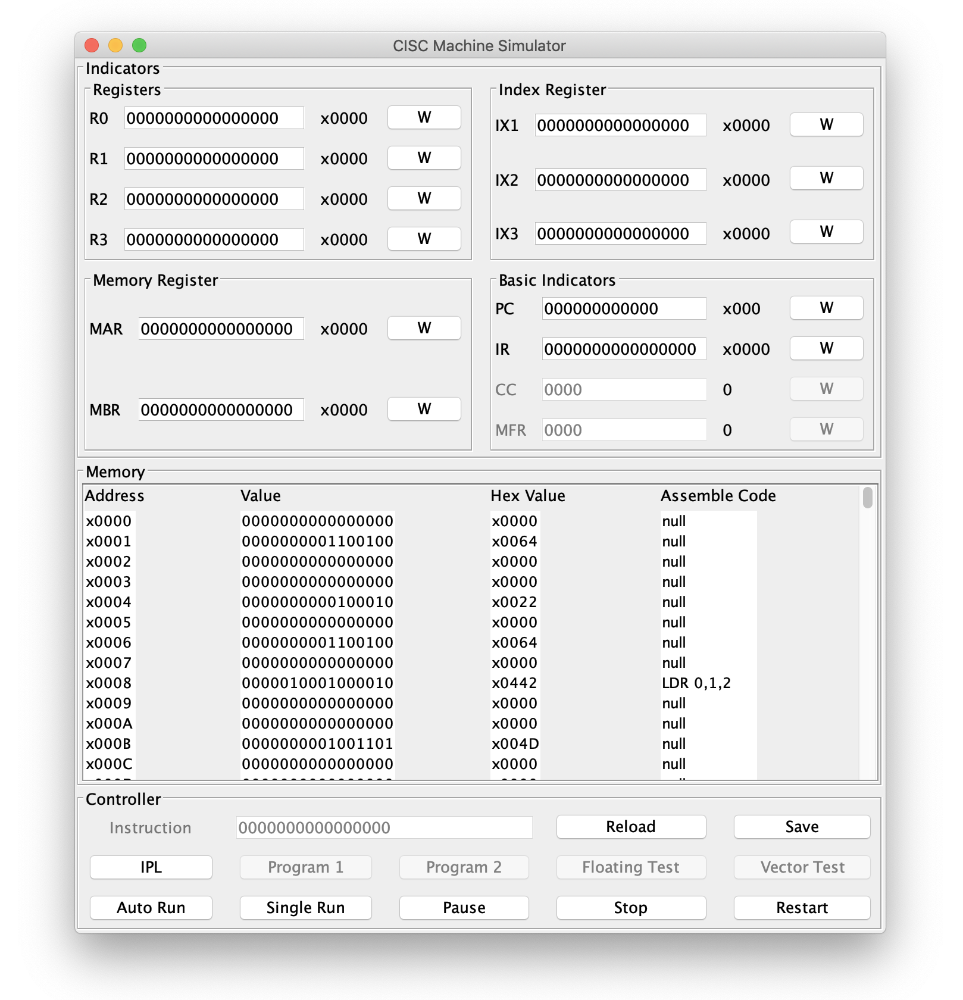 CISC Machine Simulator
Indicators
Registers
R0 0000000000000000 x0000 W
R1 0000000000000000 x0000 W
R2 0000000000000000 x0000 W
R3 0000000000000000 x0000 W
Index Register
IX1 0000000000000000 x0000 W
IX2 0000000000000000 x0000 W
IX3 0000000000000000 x0000 W
Memory Register
MAR 0000000000000000 x0000 W
MBR 0000000000000000 x0000 W
Basic Indicators
PC 000000000000 x000 W
IR 0000000000000000 x0000 W
CC 0000 0 W
MFR 0000 0 W
Memory
Address Value Hex Value Assemble Code
x0000 0000000000000000 x0000 null
x0001 0000000001100100 x0064 null
x0002 0000000000000000 x0000 null
x0003 0000000000000000 x0000 null
x0004 0000000000100010 x0022 null
x0005 0000000000000000 x0000 null
x0006 0000000001100100 x0064 null
x0007 0000000000000000 x0000 null
x0008 0000010001000010 x0442 LDR 0,1,2
x0009 0000000000000000 x0000 null
x000A 0000000000000000 x0000 null
x000B 0000000001001101 x004D null
x000C 0000000000000000 x0000 null
Controller
Instruction 0000000000000000 Reload Save
IPL Program 1 Program 2 Floating Test Vector Test
Auto Run Single Run Pause Stop Restart